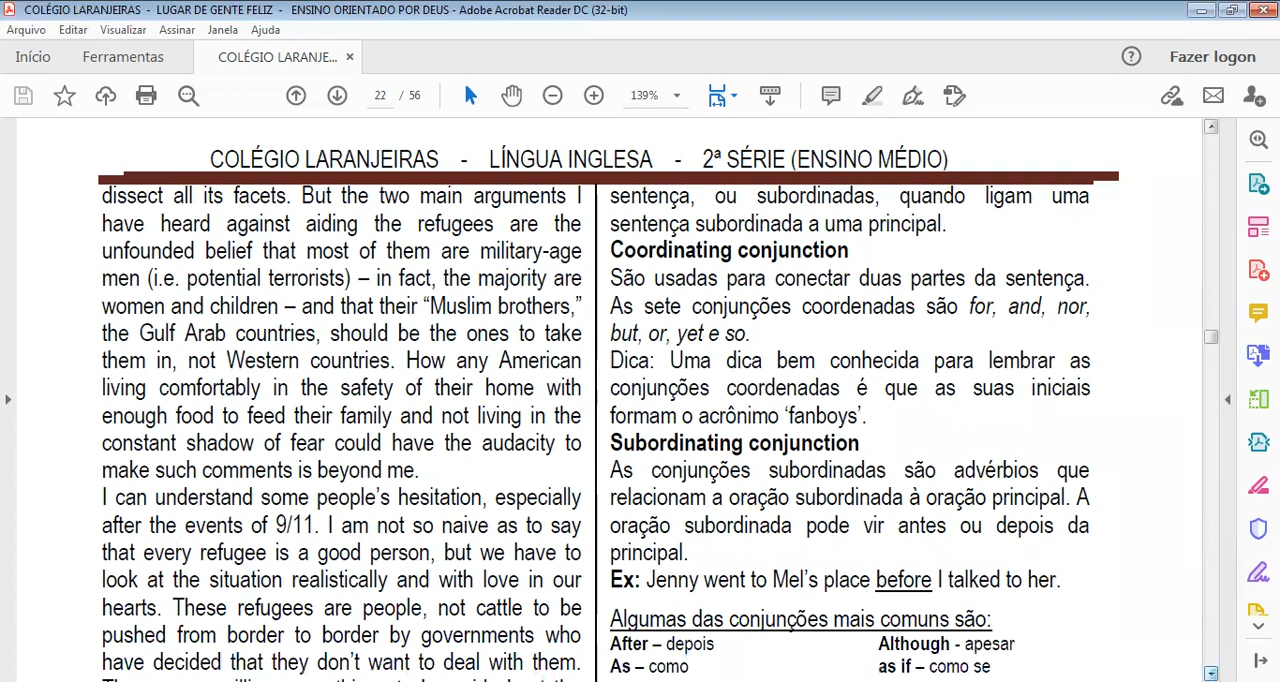 COLÉGIO LARANJEIRAS - LUGAR DE GENTE FELIZ - ENSINO ORIENTADO POR DEUS - Adobe Acrobat Reader DC (32-bit)
Arquivo Editar Visualizar Assinar Janela Ajuda
Início Ferramentas COLÉGIO LARANJE... × Fazer logon
22 / 56 139%
COLÉGIO LARANJEIRAS - LÍNGUA INGLESA - 2ª SÉRIE (ENSINO MÉDIO)
dissect all its facets. But the two main arguments I
have heard against aiding the refugees are the
unfounded belief that most of them are military-age
men (i.e. potential terrorists) – in fact, the majority are
women and children – and that their “Muslim brothers,”
the Gulf Arab countries, should be the ones to take
them in, not Western countries. How any American
living comfortably in the safety of their home with
enough food to feed their family and not living in the
constant shadow of fear could have the audacity to
make such comments is beyond me.
I can understand some people’s hesitation, especially
after the events of 9/11. I am not so naive as to say
that every refugee is a good person, but we have to
look at the situation realistically and with love in our
hearts. These refugees are people, not cattle to be
pushed from border to border by governments who
have decided that they don’t want to deal with them.
sentença, ou subordinadas, quando ligam uma
sentença subordinada a uma principal.
Coordinating conjunction
São usadas para conectar duas partes da sentença.
As sete conjunções coordenadas são for, and, nor,
but, or, yet e so.
Dica: Uma dica bem conhecida para lembrar as
conjunções coordenadas é que as suas iniciais
formam o acrônimo ‘fanboys’.
Subordinating conjunction
As conjunções subordinadas são advérbios que
relacionam a oração subordinada à oração principal. A
oração subordinada pode vir antes ou depois da
principal.
Ex: Jenny went to Mel’s place before I talked to her.
Algumas das conjunções mais comuns são:
After – depois Although - apesar
As – como as if – como se